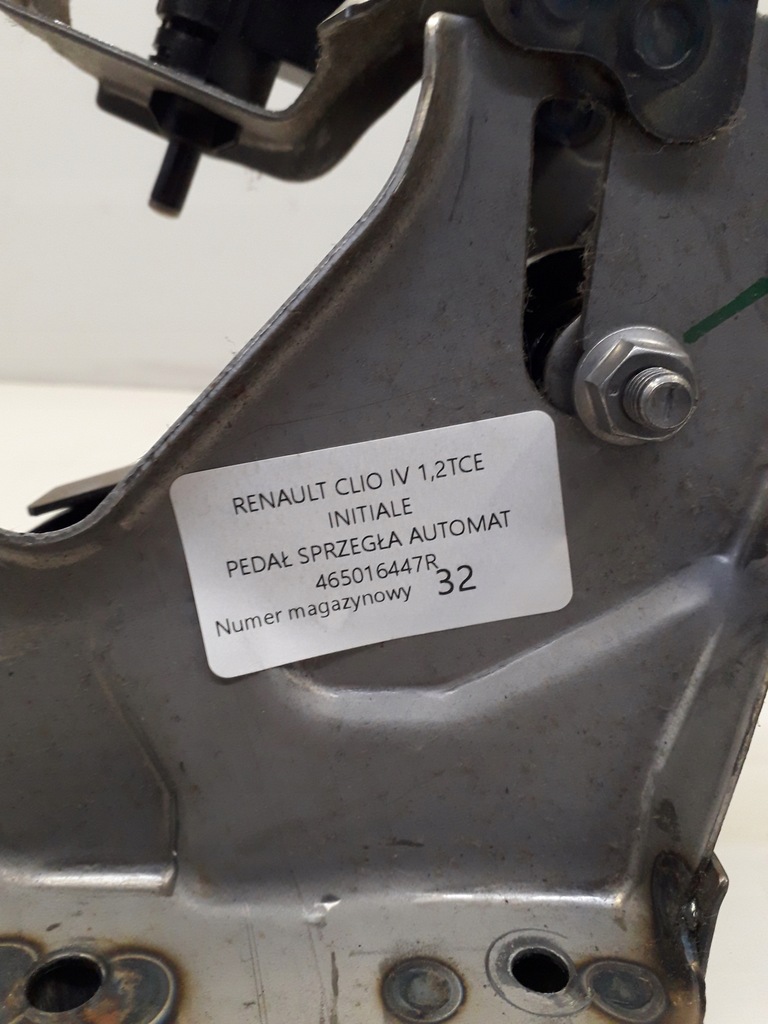 RENAULT CLIO IV 1,2TCE
INITIALE
PEDAŁ SPRZEGŁA AUTOMAT
465016447R
Numer magazynowy 32